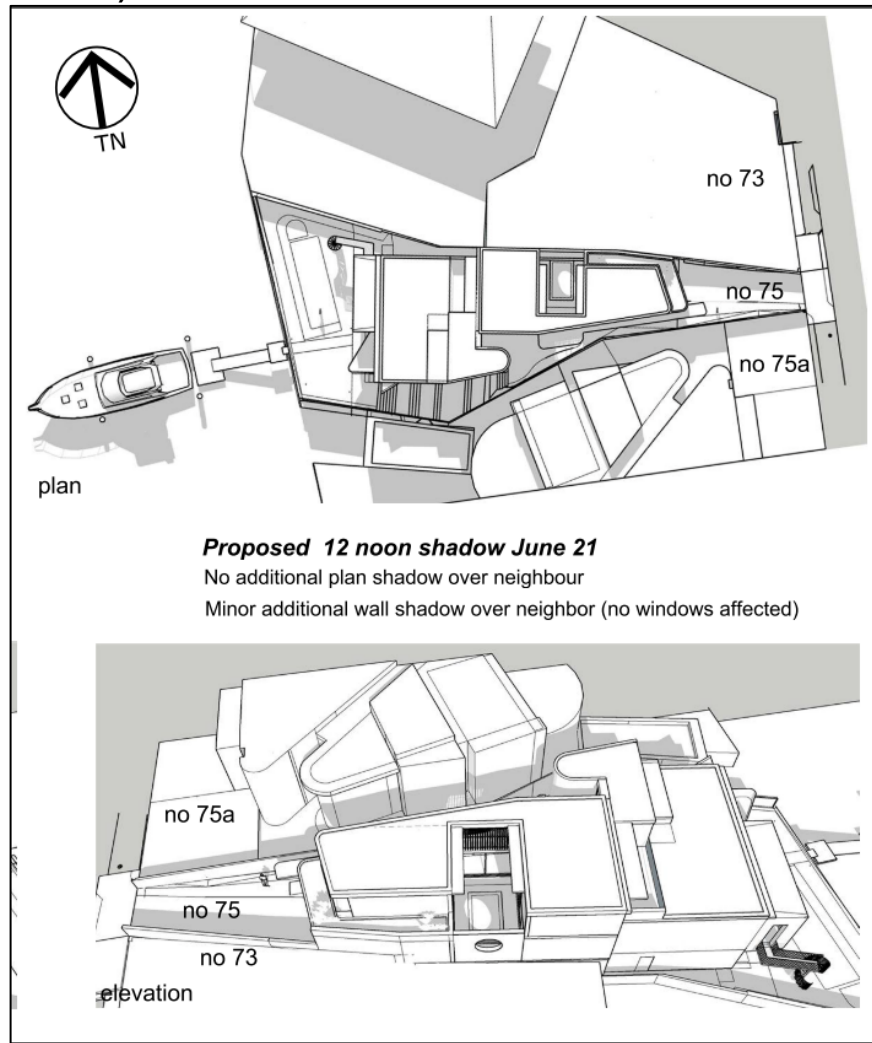 TN
no 73
no 75
no 75a
plan
Proposed 12 noon shadow June 21
No additional plan shadow over neighbour
Minor additional wall shadow over neighbor (no windows affected)
no 75a
no 75
no 73
elevation